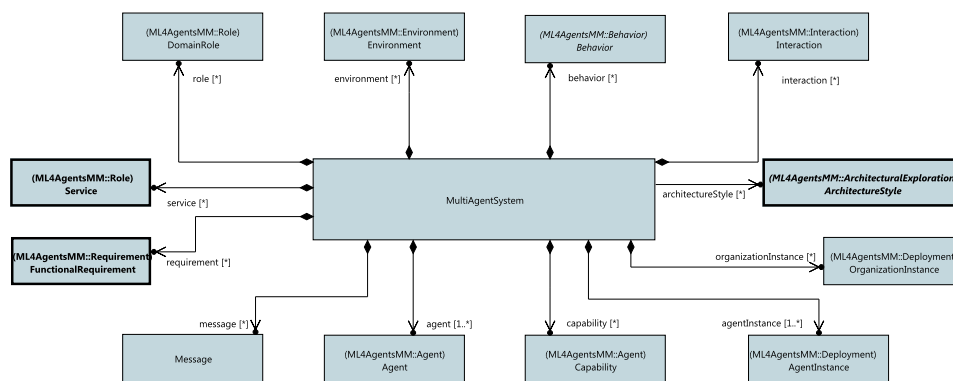 (ML4AgentsMM::Role)
DomainRole
(ML4AgentsMM::Environment)
Environment
(ML4AgentsMM::Behavior)
Behavior
(ML4AgentsMM::Interaction)
Interaction
role [*]
environment [*]
behavior [*]
interaction [*]
(ML4AgentsMM::Role)
Service
service [*]
MultiAgentSystem
architectureStyle [*]
(ML4AgentsMM::ArchitecturalExploration
ArchitectureStyle
(ML4AgentsMM::Requirement
FunctionalRequirement
requirement [*]
organizationInstance [*]
(ML4AgentsMM::Deployment
OrganizationInstance
message [*]
agent [1..*]
capability [*]
agentInstance [1..*]
Message
(ML4AgentsMM::Agent)
Agent
(ML4AgentsMM::Agent)
Capability
(ML4AgentsMM::Deployment)
AgentInstance